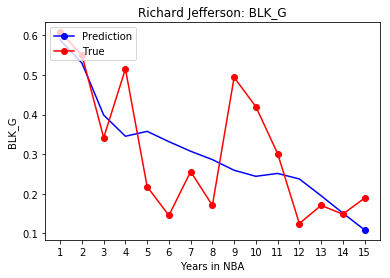 Richard Jefferson: BLK_G
Prediction
True
BLK_G
0.6
0.5
0.4
0.3
0.2
0.1
1 2 3 4 5 6 7 8 9 10 11 12 13 14 15
Years in NBA